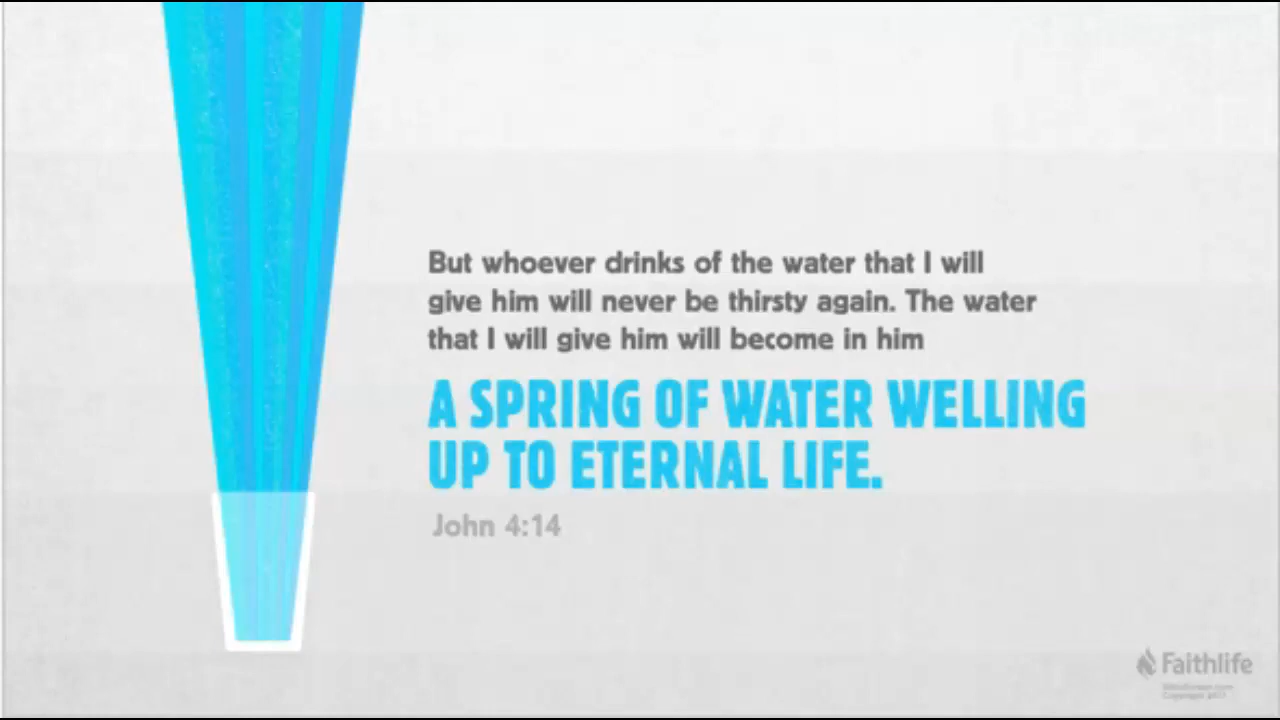 But whoever drinks of the water that I will
give him will never be thirsty again. The water
that I will give him will become in him
A SPRING OF WATER WELLING
UP TO ETERNAL LIFE.
John 4:14
Faithlife